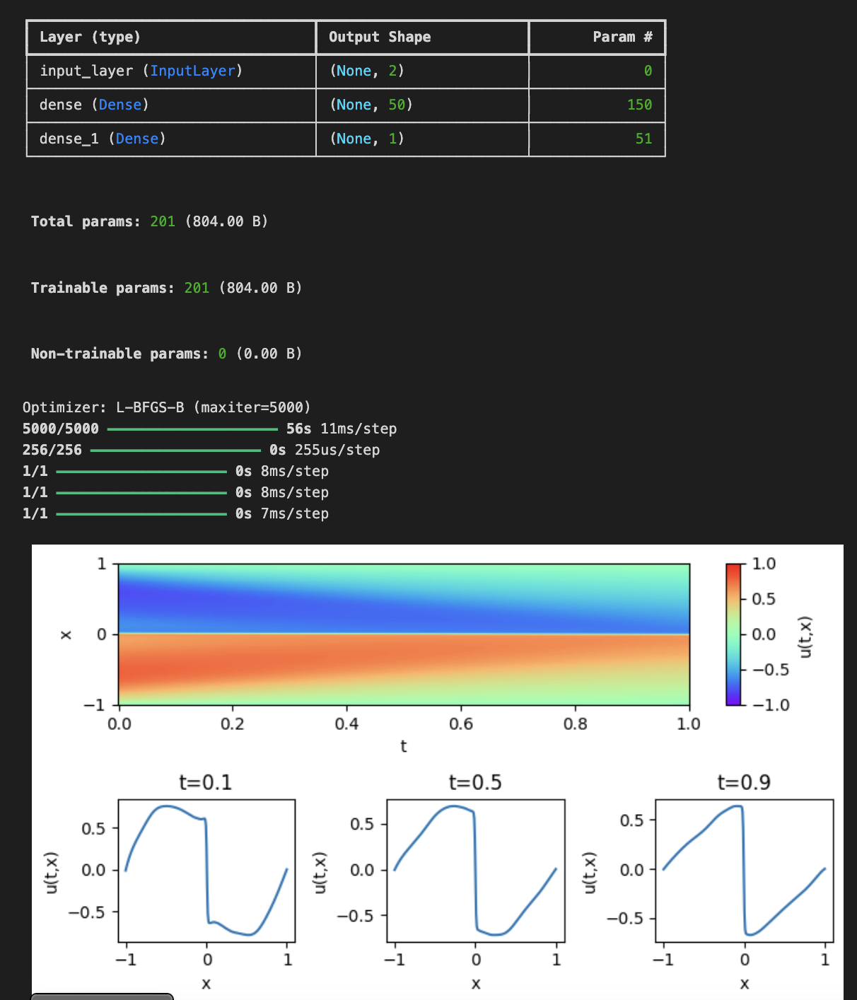 Layer (type) Output Shape Param #
input_layer (InputLayer) (None, 2) 0
dense (Dense) (None, 50) 150
dense_1 (Dense) (None, 1) 51
Total params: 201 (804.00 B)
Trainable params: 201 (804.00 B)
Non-trainable params: 0 (0.00 B)
Optimizer: L-BFGS-B (maxiter=5000)
5000/5000 56s 11ms/step
256/256 0s 255us/step
1/1 0s 8ms/step
1/1 0s 8ms/step
1/1 0s 7ms/step
1
0
−1
x
0.0 0.2 0.4 0.6 0.8 1.0
t
1.0
0.5
0.0
−0.5
−1.0
u(t,x)
t=0.1
0.5
0.0
−0.5
u(t,x)
−1 0 1
x
t=0.5
0.5
0.0
−0.5
u(t,x)
−1 0 1
x
t=0.9
0.5
0.0
−0.5
u(t,x)
−1 0 1
x